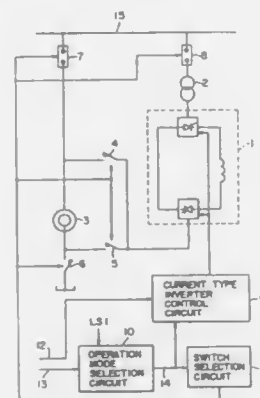 15
7
8
2
1
4
3
5
6
CURRENT TYPE
INVERTER
CONTROL
CIRCUIT
12
LS1
10
13
OPERATION
MODE
SELECTION
CIRCUIT
14
SWITCH
SELECTION
CIRCUIT